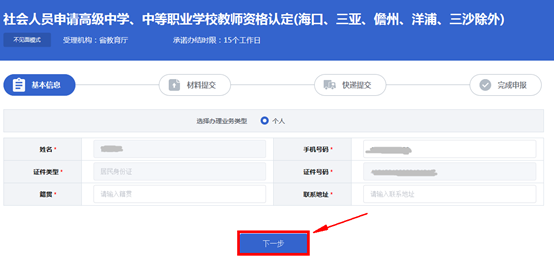 社会人员申请高级中学、中等职业学校教师资格认定(海口、三亚、儋州、洋浦、三沙除外)
不见面模式 受理机构：省教育厅 承诺办结时限：15个工作日
基本信息 材料提交 快递提交 完成申报
选择办理业务类型 个人
姓名* 手机号码*
证件类型* 居民身份证 证件号码*
籍贯* 请输入籍贯 联系地址* 请输入联系地址
下一步